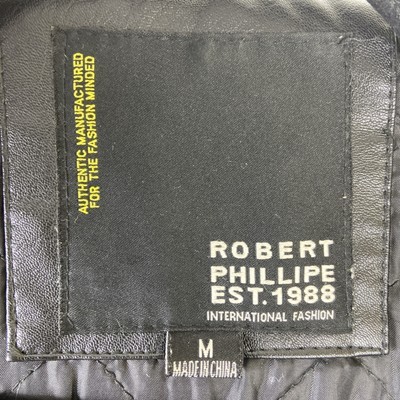 AUTHENTIC MANUFACTURED
FOR THE FASHION MINDED
ROBERT
PHILLIPE
EST.1988
INTERNATIONAL FASHION
M
MADE IN CHINA